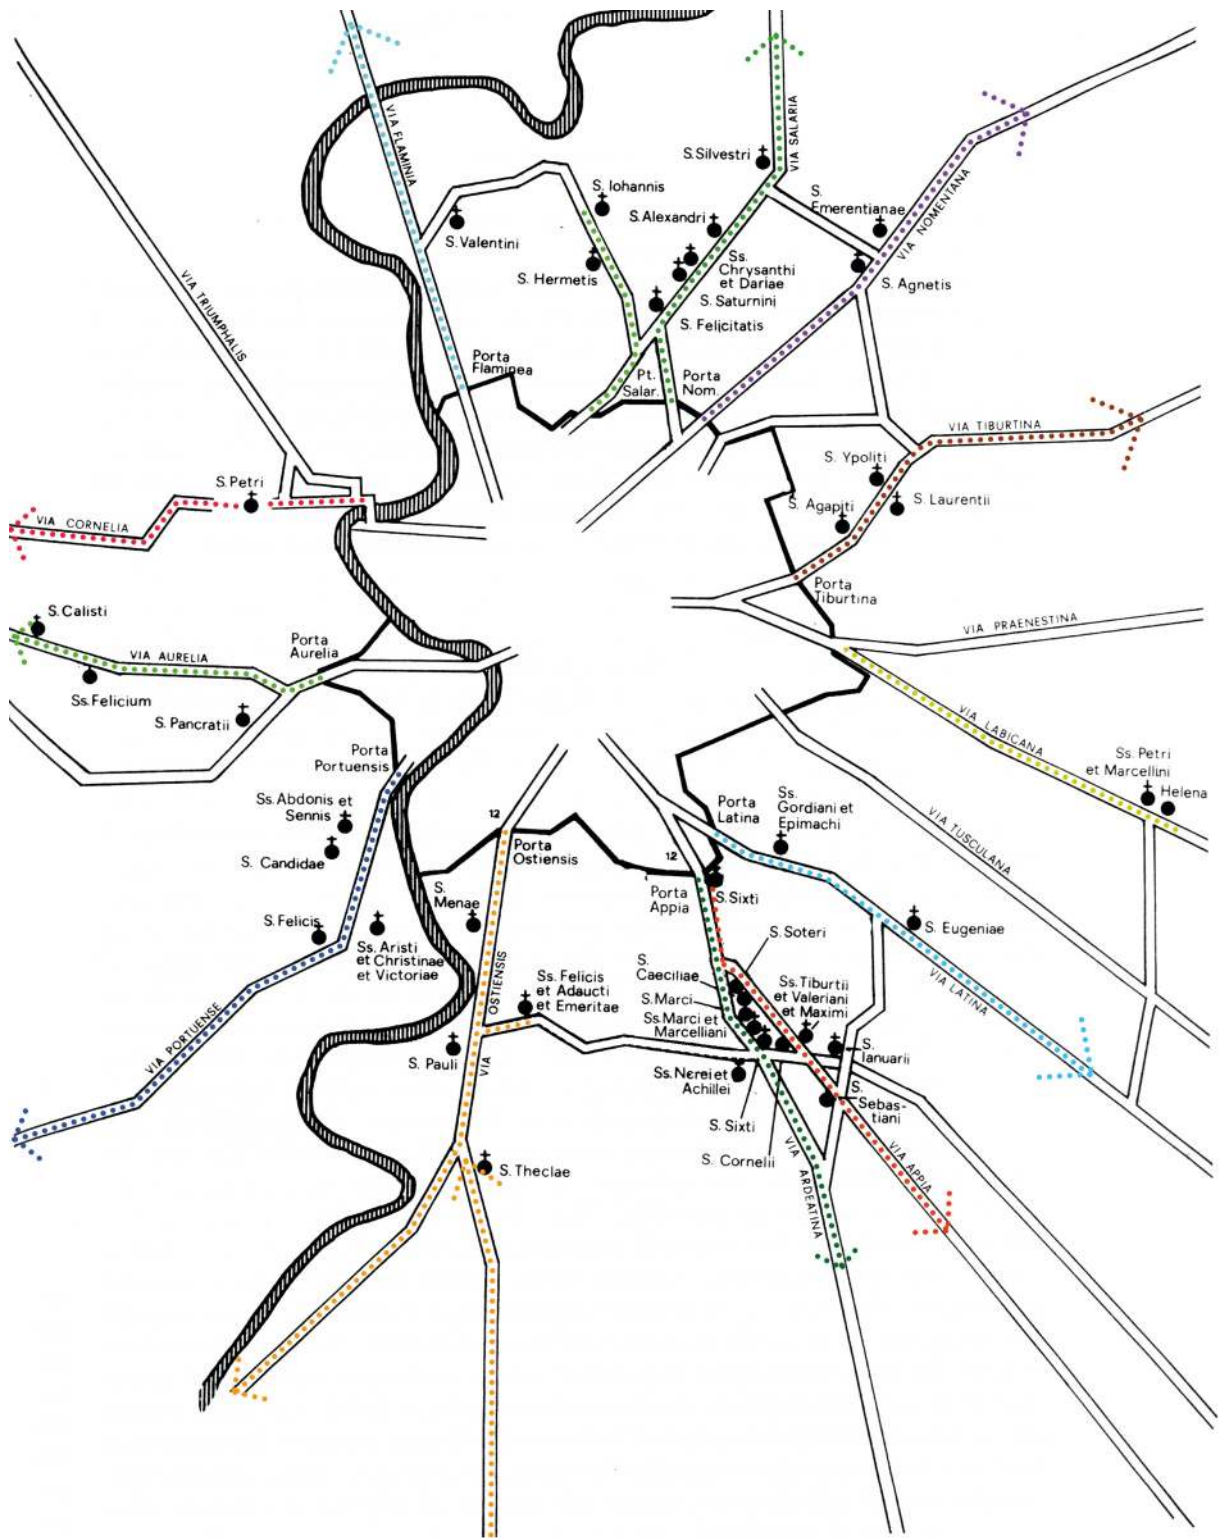 VIA FLAMINIA
VIA SALARIA
S.Silvestri
S. Iohannis
S.
Emerentianae
S.Alexandri
VIA NOMENTANA
S. Valentini
Ss.
Chrysanthi
et Dariae
S. Hermetis
S. Agnetis
S. Saturnini
VIA TRIUMPHALIS
S. Felicitatis
Porta
Flaminea
Pt.
Salar.
Porta
Nom.
VIA TIBURTINA
S. Ypoliti
S. Petri
S. Agapiti
S. Laurentii
VIA CORNELIA
Porta
Tiburtina
S. Calisti
VIA PRAENESTINA
Porta
Aurelia
VIA AURELIA
Ss. Felicium
S. Pancratii
VIA LABICANA
Porta
Portuensis
Ss. Petri
et Marcellini
Helena
Ss. Abdonis et
Sennis
Porta
Latina
Ss.
Gordiani et
Epimachi
12
VIA TUSCULANA
Porta
Ostiensis
S. Candidae
12
Porta
Appia
S. Sixti
S.
Menae
S. Felicis
S. Eugeniae
S. Soteri
Ss. Aristi
et Christinae
et Victoriae
OSTIENSIS
VIA
S.
Caeciliae
Ss. Felicis
et Adaucti
et Emeritae
Ss. Tiburtii
et Valeriani
et Maximi
S. Marci
VIA LATINA
Ss. Marci et
Marcelliani
VIA PORTUENSE
S. Pauli
S.
Ianuarii
Ss. Nerei et
Achillei
S.
Sebas-
tiani
S. Sixti
S. Cornelii
VIA APPIA
S. Theclae
VIA ARDEATINA